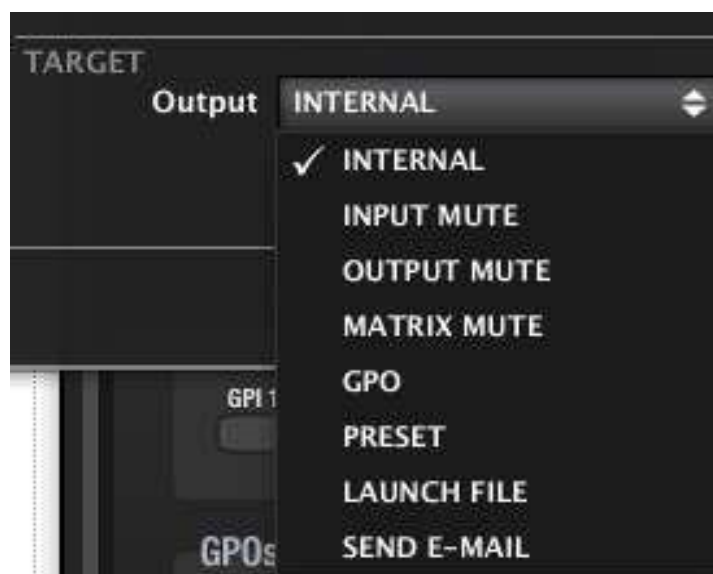 TARGET
Output INTERNAL
✓ INTERNAL
INPUT MUTE
OUTPUT MUTE
MATRIX MUTE
GPO
GPI 1
PRESET
LAUNCH FILE
GPOs
SEND E-MAIL